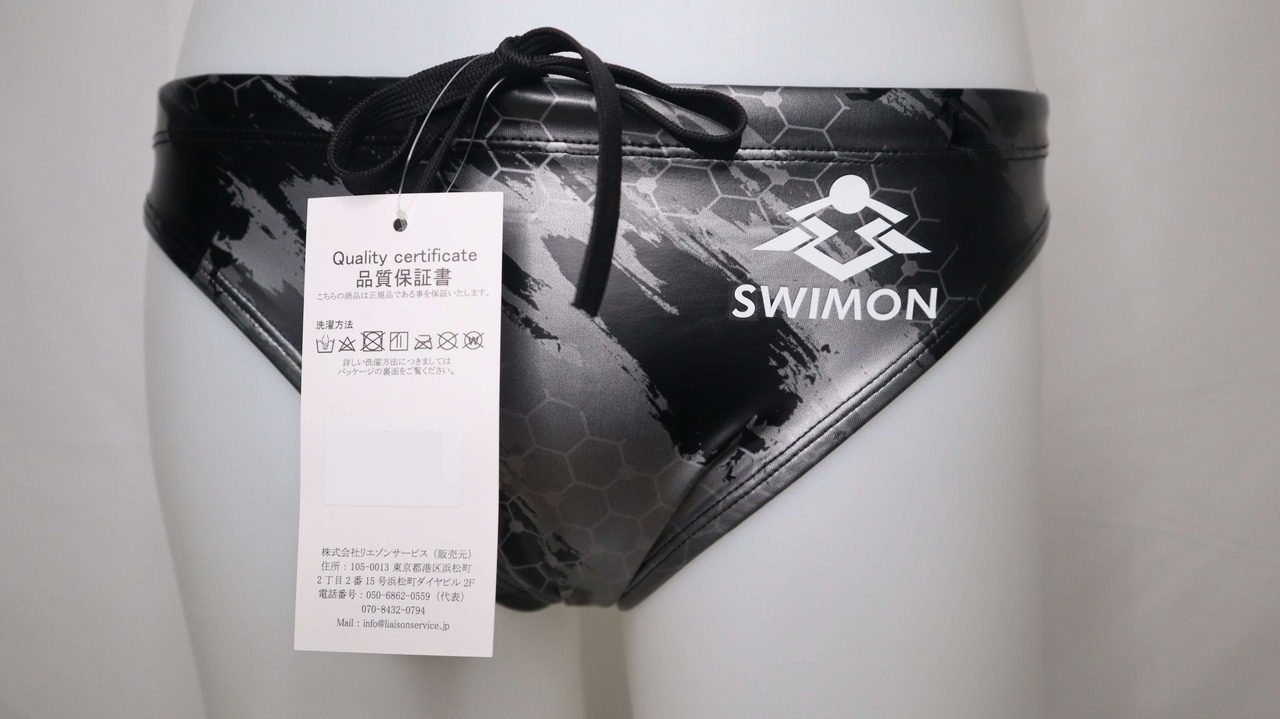 Quality certificate
品質保証書
こちらの商品は正規品である事を保証いたします。
洗濯方法
詳しい洗濯方法につきましては
パッケージの裏面をご覧ください。
株式会社リエゾンサービス（販売元）
住所：105-0013 東京都港区浜松町
2丁目2番15号浜松町ダイヤビル2F
電話番号：050-6862-0559（代表）
070-8432-0794
Mail：info@liaisonservice.jp
SWIMON